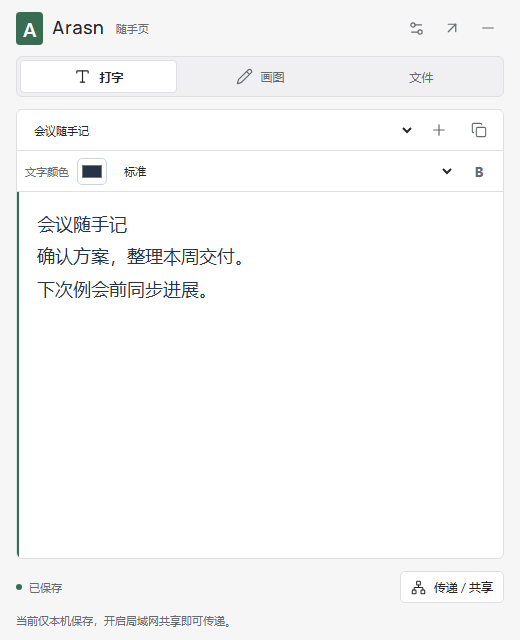 A Arasn 随手页
打字 画图 文件
会议随手记
文字颜色 标准 B
会议随手记
确认方案，整理本周交付。
下次例会前同步进展。
已保存 传递 / 共享
当前仅本机保存，开启局域网共享即可传递。